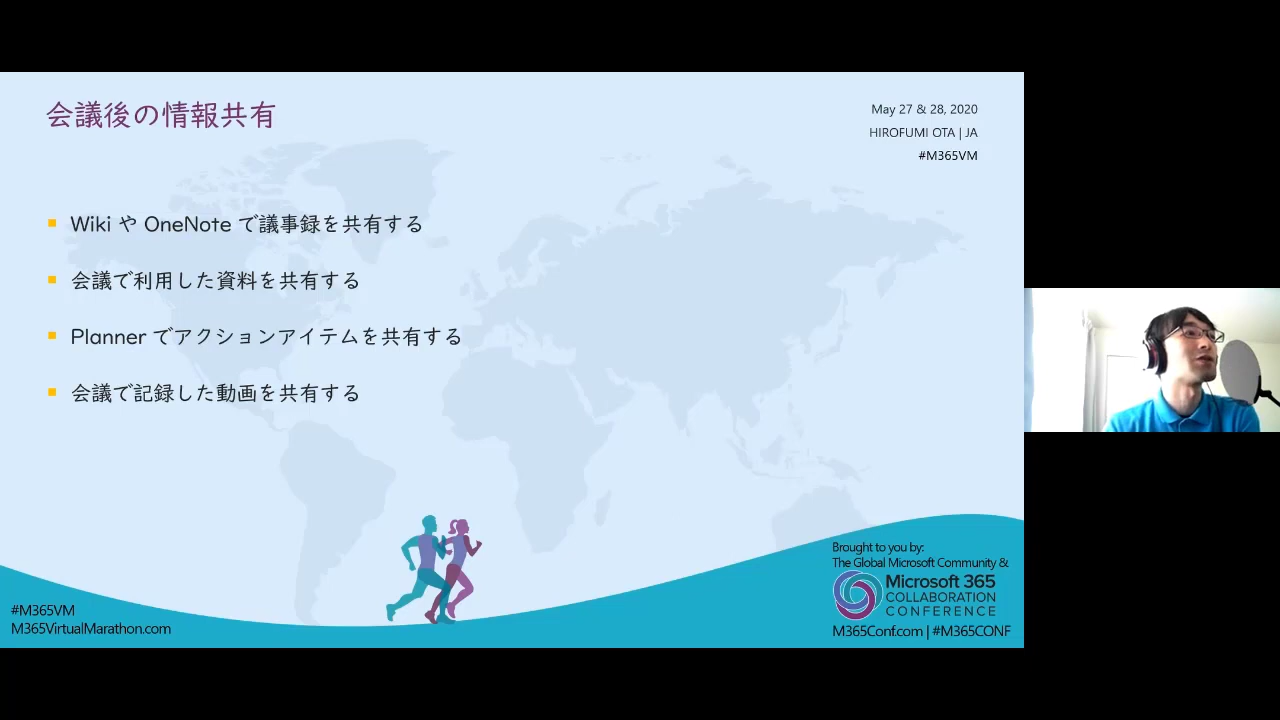 会議後の情報共有
May 27 & 28, 2020
HIROFUMI OTA | JA
#M365VM
Wiki や OneNote で議事録を共有する
会議で利用した資料を共有する
Planner でアクションアイテムを共有する
会議で記録した動画を共有する
#M365VM
M365VirtualMarathon.com
Brought to you by:
The Global Microsoft Community &
Microsoft 365
COLLABORATION
CONFERENCE
M365Conf.com | #M365CONF